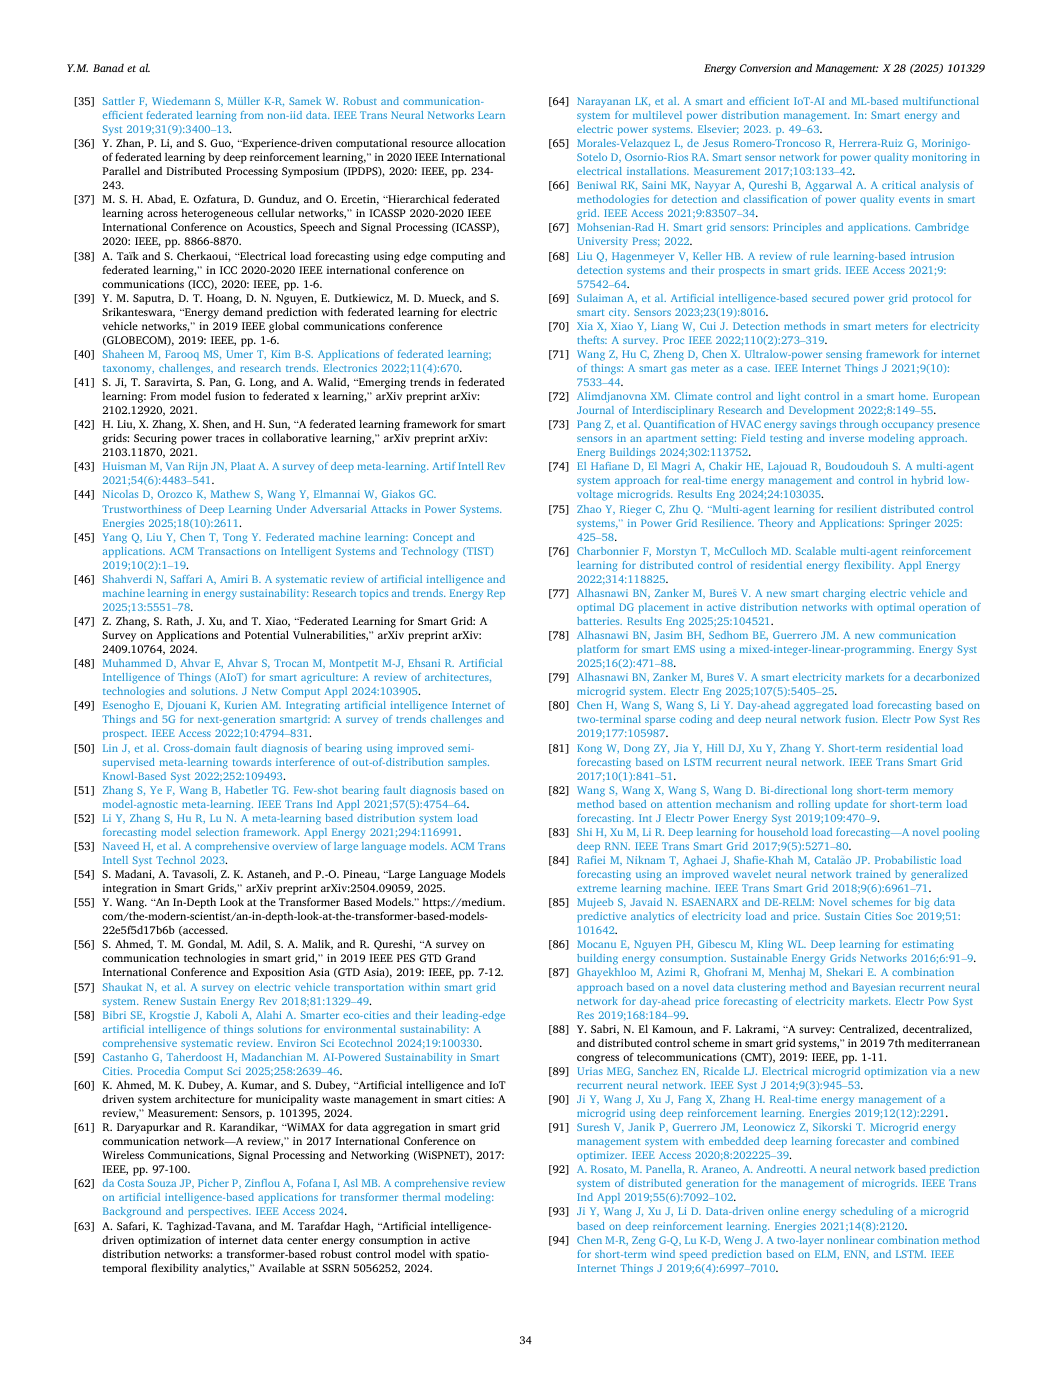 Y.M. Banad et al.
Energy Conversion and Management: X 28 (2025) 101329
[35] Sattler F, Wiedemann S, Müller K-R, Samek W. Robust and communication-
efficient federated learning from non-iid data. IEEE Trans Neural Networks Learn
Syst 2019;31(9):3400–13.
[36] Y. Zhan, P. Li, and S. Guo, “Experience-driven computational resource allocation
of federated learning by deep reinforcement learning,” in 2020 IEEE International
Parallel and Distributed Processing Symposium (IPDPS), 2020: IEEE, pp. 234-
243.
[37] M. S. H. Abad, E. Ozfatura, D. Gunduz, and O. Ercetin, “Hierarchical federated
learning across heterogeneous cellular networks,” in ICASSP 2020-2020 IEEE
International Conference on Acoustics, Speech and Signal Processing (ICASSP),
2020: IEEE, pp. 8866-8870.
[38] A. Taïk and S. Cherkaoui, “Electrical load forecasting using edge computing and
federated learning,” in ICC 2020-2020 IEEE international conference on
communications (ICC), 2020: IEEE, pp. 1-6.
[39] Y. M. Saputra, D. T. Hoang, D. N. Nguyen, E. Dutkiewicz, M. D. Mueck, and S.
Srikanteswara, “Energy demand prediction with federated learning for electric
vehicle networks,” in 2019 IEEE global communications conference
(GLOBECOM), 2019: IEEE, pp. 1-6.
[40] Shaheen M, Farooq MS, Umer T, Kim B-S. Applications of federated learning;
taxonomy, challenges, and research trends. Electronics 2022;11(4):670.
[41] S. Ji, T. Saravirta, S. Pan, G. Long, and A. Walid, “Emerging trends in federated
learning: From model fusion to federated x learning,” arXiv preprint arXiv:
2102.12920, 2021.
[42] H. Liu, X. Zhang, X. Shen, and H. Sun, “A federated learning framework for smart
grids: Securing power traces in collaborative learning,” arXiv preprint arXiv:
2103.11870, 2021.
[43] Huisman M, Van Rijn JN, Plaat A. A survey of deep meta-learning. Artif Intell Rev
2021;54(6):4483–541.
[44] Nicolas D, Orozco K, Mathew S, Wang Y, Elmannai W, Giakos GC.
Trustworthiness of Deep Learning Under Adversarial Attacks in Power Systems.
Energies 2025;18(10):2611.
[45] Yang Q, Liu Y, Chen T, Tong Y. Federated machine learning: Concept and
applications. ACM Transactions on Intelligent Systems and Technology (TIST)
2019;10(2):1–19.
[46] Shahverdi N, Saffari A, Amiri B. A systematic review of artificial intelligence and
machine learning in energy sustainability: Research topics and trends. Energy Rep
2025;13:5551–78.
[47] Z. Zhang, S. Rath, J. Xu, and T. Xiao, “Federated Learning for Smart Grid: A
Survey on Applications and Potential Vulnerabilities,” arXiv preprint arXiv:
2409.10764, 2024.
[48] Muhammed D, Ahvar E, Ahvar S, Trocan M, Montpetit M-J, Ehsani R. Artificial
Intelligence of Things (AIoT) for smart agriculture: A review of architectures,
technologies and solutions. J Netw Comput Appl 2024:103905.
[49] Esenogho E, Djouani K, Kurien AM. Integrating artificial intelligence Internet of
Things and 5G for next-generation smartgrid: A survey of trends challenges and
prospect. IEEE Access 2022;10:4794–831.
[50] Lin J, et al. Cross-domain fault diagnosis of bearing using improved semi-
supervised meta-learning towards interference of out-of-distribution samples.
Knowl-Based Syst 2022;252:109493.
[51] Zhang S, Ye F, Wang B, Habetler TG. Few-shot bearing fault diagnosis based on
model-agnostic meta-learning. IEEE Trans Ind Appl 2021;57(5):4754–64.
[52] Li Y, Zhang S, Hu R, Lu N. A meta-learning based distribution system load
forecasting model selection framework. Appl Energy 2021;294:116991.
[53] Naveed H, et al. A comprehensive overview of large language models. ACM Trans
Intell Syst Technol 2023.
[54] S. Madani, A. Tavasoli, Z. K. Astaneh, and P.-O. Pineau, “Large Language Models
integration in Smart Grids,” arXiv preprint arXiv:2504.09059, 2025.
[55] Y. Wang. “An In-Depth Look at the Transformer Based Models.” https://medium.
com/the-modern-scientist/an-in-depth-look-at-the-transformer-based-models-
22e5f5d17b6b (accessed.
[56] S. Ahmed, T. M. Gondal, M. Adil, S. A. Malik, and R. Qureshi, “A survey on
communication technologies in smart grid,” in 2019 IEEE PES GTD Grand
International Conference and Exposition Asia (GTD Asia), 2019: IEEE, pp. 7-12.
[57] Shaukat N, et al. A survey on electric vehicle transportation within smart grid
system. Renew Sustain Energy Rev 2018;81:1329–49.
[58] Bibri SE, Krogstie J, Kaboli A, Alahi A. Smarter eco-cities and their leading-edge
artificial intelligence of things solutions for environmental sustainability: A
comprehensive systematic review. Environ Sci Ecotechnol 2024;19:100330.
[59] Castanho G, Taherdoost H, Madanchian M. AI-Powered Sustainability in Smart
Cities. Procedia Comput Sci 2025;258:2639–46.
[60] K. Ahmed, M. K. Dubey, A. Kumar, and S. Dubey, “Artificial intelligence and IoT
driven system architecture for municipality waste management in smart cities: A
review,” Measurement: Sensors, p. 101395, 2024.
[61] R. Daryapurkar and R. Karandikar, “WiMAX for data aggregation in smart grid
communication network—A review,” in 2017 International Conference on
Wireless Communications, Signal Processing and Networking (WiSPNET), 2017:
IEEE, pp. 97-100.
[62] da Costa Souza JP, Picher P, Zinflou A, Fofana I, Asl MB. A comprehensive review
on artificial intelligence-based applications for transformer thermal modeling:
Background and perspectives. IEEE Access 2024.
[63] A. Safari, K. Taghizad-Tavana, and M. Tarafdar Hagh, “Artificial intelligence-
driven optimization of internet data center energy consumption in active
distribution networks: a transformer-based robust control model with spatio-
temporal flexibility analytics,” Available at SSRN 5056252, 2024.
[64] Narayanan LK, et al. A smart and efficient IoT-AI and ML-based multifunctional
system for multilevel power distribution management. In: Smart energy and
electric power systems. Elsevier; 2023. p. 49–63.
[65] Morales-Velazquez L, de Jesus Romero-Troncoso R, Herrera-Ruiz G, Morinigo-
Sotelo D, Osornio-Rios RA. Smart sensor network for power quality monitoring in
electrical installations. Measurement 2017;103:133–42.
[66] Beniwal RK, Saini MK, Nayyar A, Qureshi B, Aggarwal A. A critical analysis of
methodologies for detection and classification of power quality events in smart
grid. IEEE Access 2021;9:83507–34.
[67] Mohsenian-Rad H. Smart grid sensors: Principles and applications. Cambridge
University Press; 2022.
[68] Liu Q, Hagenmeyer V, Keller HB. A review of rule learning-based intrusion
detection systems and their prospects in smart grids. IEEE Access 2021;9:
57542–64.
[69] Sulaiman A, et al. Artificial intelligence-based secured power grid protocol for
smart city. Sensors 2023;23(19):8016.
[70] Xia X, Xiao Y, Liang W, Cui J. Detection methods in smart meters for electricity
thefts: A survey. Proc IEEE 2022;110(2):273–319.
[71] Wang Z, Hu C, Zheng D, Chen X. Ultralow-power sensing framework for internet
of things: A smart gas meter as a case. IEEE Internet Things J 2021;9(10):
7533–44.
[72] Alimdjanovna XM. Climate control and light control in a smart home. European
Journal of Interdisciplinary Research and Development 2022;8:149–55.
[73] Pang Z, et al. Quantification of HVAC energy savings through occupancy presence
sensors in an apartment setting: Field testing and inverse modeling approach.
Energ Buildings 2024;302:113752.
[74] El Hafiane D, El Magri A, Chakir HE, Lajouad R, Boudoudouh S. A multi-agent
system approach for real-time energy management and control in hybrid low-
voltage microgrids. Results Eng 2024;24:103035.
[75] Zhao Y, Rieger C, Zhu Q. “Multi-agent learning for resilient distributed control
systems,” in Power Grid Resilience. Theory and Applications: Springer 2025:
425–58.
[76] Charbonnier F, Morstyn T, McCulloch MD. Scalable multi-agent reinforcement
learning for distributed control of residential energy flexibility. Appl Energy
2022;314:118825.
[77] Alhasnawi BN, Zanker M, Bureš V. A new smart charging electric vehicle and
optimal DG placement in active distribution networks with optimal operation of
batteries. Results Eng 2025;25:104521.
[78] Alhasnawi BN, Jasim BH, Sedhom BE, Guerrero JM. A new communication
platform for smart EMS using a mixed-integer-linear-programming. Energy Syst
2025;16(2):471–88.
[79] Alhasnawi BN, Zanker M, Bureš V. A smart electricity markets for a decarbonized
microgrid system. Electr Eng 2025;107(5):5405–25.
[80] Chen H, Wang S, Wang S, Li Y. Day-ahead aggregated load forecasting based on
two-terminal sparse coding and deep neural network fusion. Electr Pow Syst Res
2019;177:105987.
[81] Kong W, Dong ZY, Jia Y, Hill DJ, Xu Y, Zhang Y. Short-term residential load
forecasting based on LSTM recurrent neural network. IEEE Trans Smart Grid
2017;10(1):841–51.
[82] Wang S, Wang X, Wang S, Wang D. Bi-directional long short-term memory
method based on attention mechanism and rolling update for short-term load
forecasting. Int J Electr Power Energy Syst 2019;109:470–9.
[83] Shi H, Xu M, Li R. Deep learning for household load forecasting—A novel pooling
deep RNN. IEEE Trans Smart Grid 2017;9(5):5271–80.
[84] Rafiei M, Niknam T, Aghaei J, Shafie-Khah M, Catalão JP. Probabilistic load
forecasting using an improved wavelet neural network trained by generalized
extreme learning machine. IEEE Trans Smart Grid 2018;9(6):6961–71.
[85] Mujeeb S, Javaid N. ESAENARX and DE-RELM: Novel schemes for big data
predictive analytics of electricity load and price. Sustain Cities Soc 2019;51:
101642.
[86] Mocanu E, Nguyen PH, Gibescu M, Kling WL. Deep learning for estimating
building energy consumption. Sustainable Energy Grids Networks 2016;6:91–9.
[87] Ghayekhloo M, Azimi R, Ghofrani M, Menhaj M, Shekari E. A combination
approach based on a novel data clustering method and Bayesian recurrent neural
network for day-ahead price forecasting of electricity markets. Electr Pow Syst
Res 2019;168:184–99.
[88] Y. Sabri, N. El Kamoun, and F. Lakrami, “A survey: Centralized, decentralized,
and distributed control scheme in smart grid systems,” in 2019 7th mediterranean
congress of telecommunications (CMT), 2019: IEEE, pp. 1-11.
[89] Urias MEG, Sanchez EN, Ricalde LJ. Electrical microgrid optimization via a new
recurrent neural network. IEEE Syst J 2014;9(3):945–53.
[90] Ji Y, Wang J, Xu J, Fang X, Zhang H. Real-time energy management of a
microgrid using deep reinforcement learning. Energies 2019;12(12):2291.
[91] Suresh V, Janik P, Guerrero JM, Leonowicz Z, Sikorski T. Microgrid energy
management system with embedded deep learning forecaster and combined
optimizer. IEEE Access 2020;8:202225–39.
[92] A. Rosato, M. Panella, R. Araneo, A. Andreotti. A neural network based prediction
system of distributed generation for the management of microgrids. IEEE Trans
Ind Appl 2019;55(6):7092–102.
[93] Ji Y, Wang J, Xu J, Li D. Data-driven online energy scheduling of a microgrid
based on deep reinforcement learning. Energies 2021;14(8):2120.
[94] Chen M-R, Zeng G-Q, Lu K-D, Weng J. A two-layer nonlinear combination method
for short-term wind speed prediction based on ELM, ENN, and LSTM. IEEE
Internet Things J 2019;6(4):6997–7010.
34